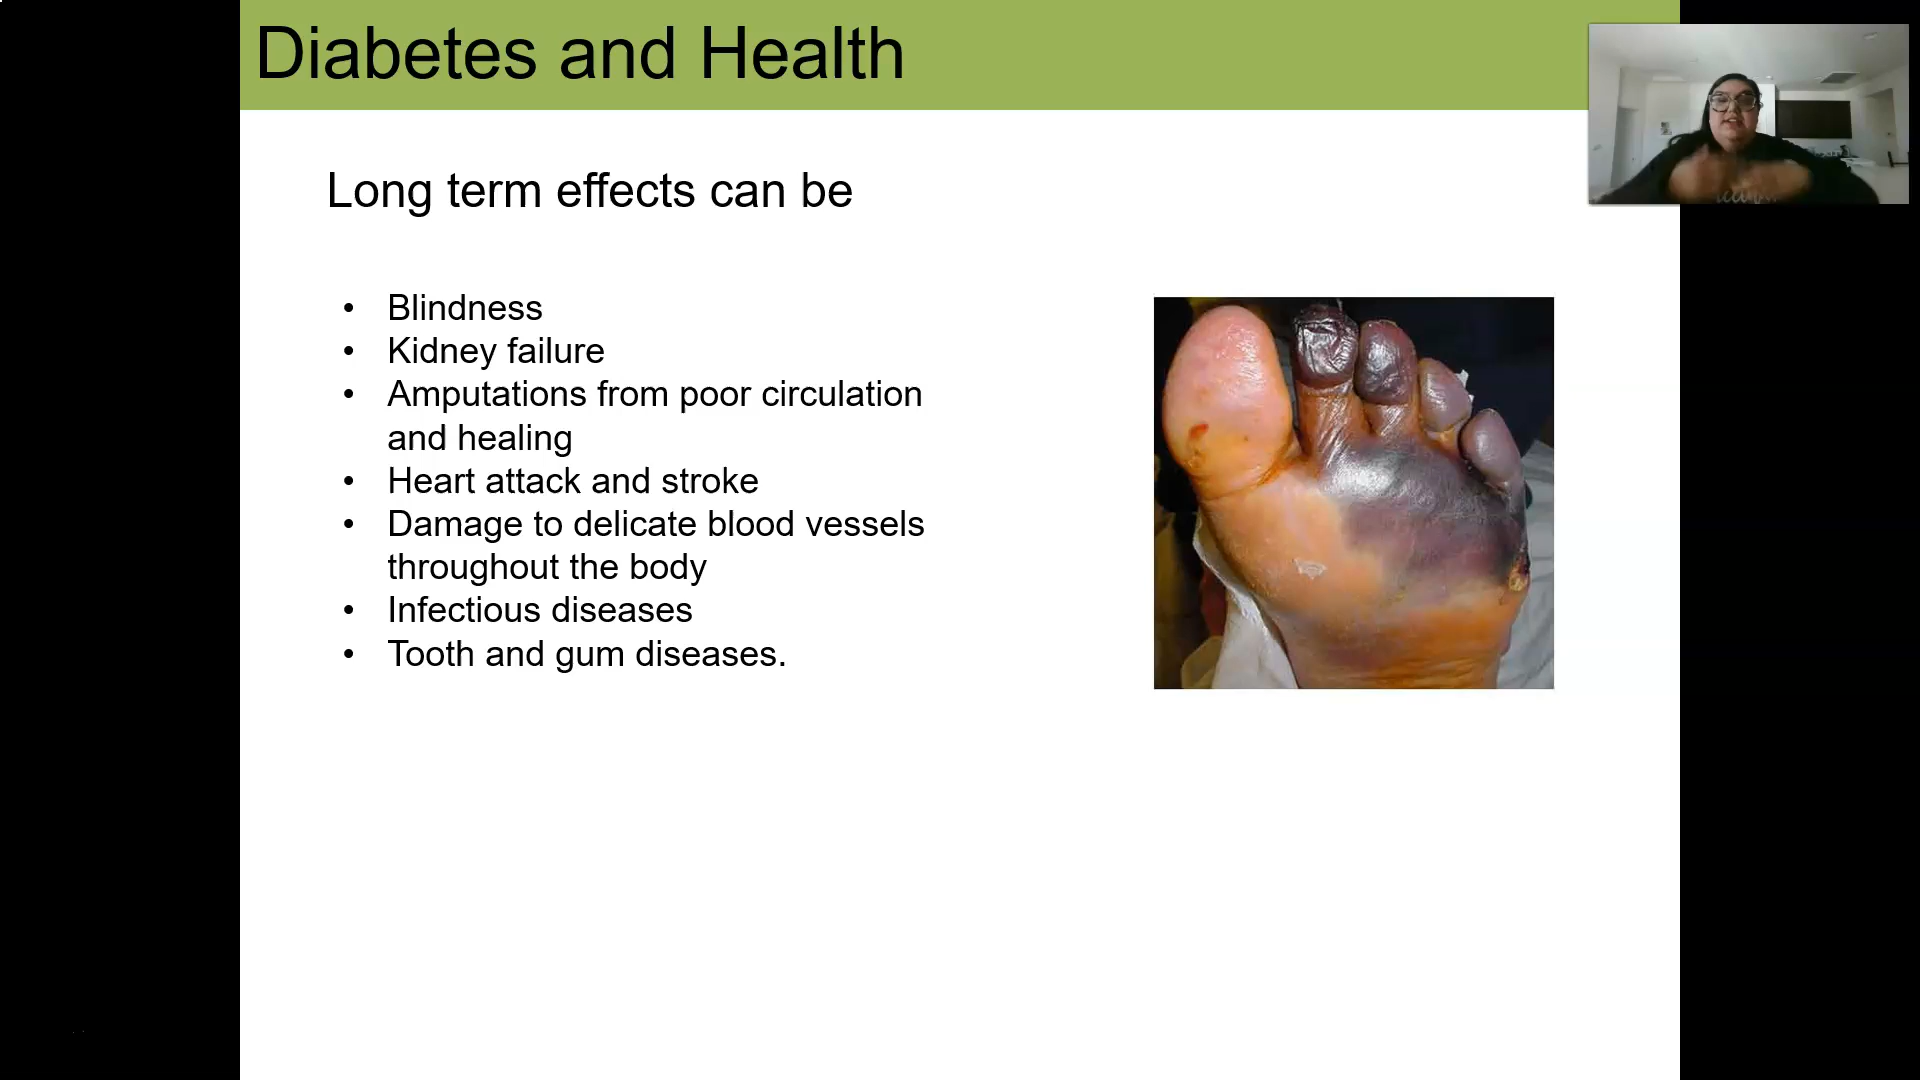 Diabetes and Health
Long term effects can be
• Blindness
• Kidney failure
• Amputations from poor circulation
and healing
• Heart attack and stroke
• Damage to delicate blood vessels
throughout the body
• Infectious diseases
• Tooth and gum diseases.